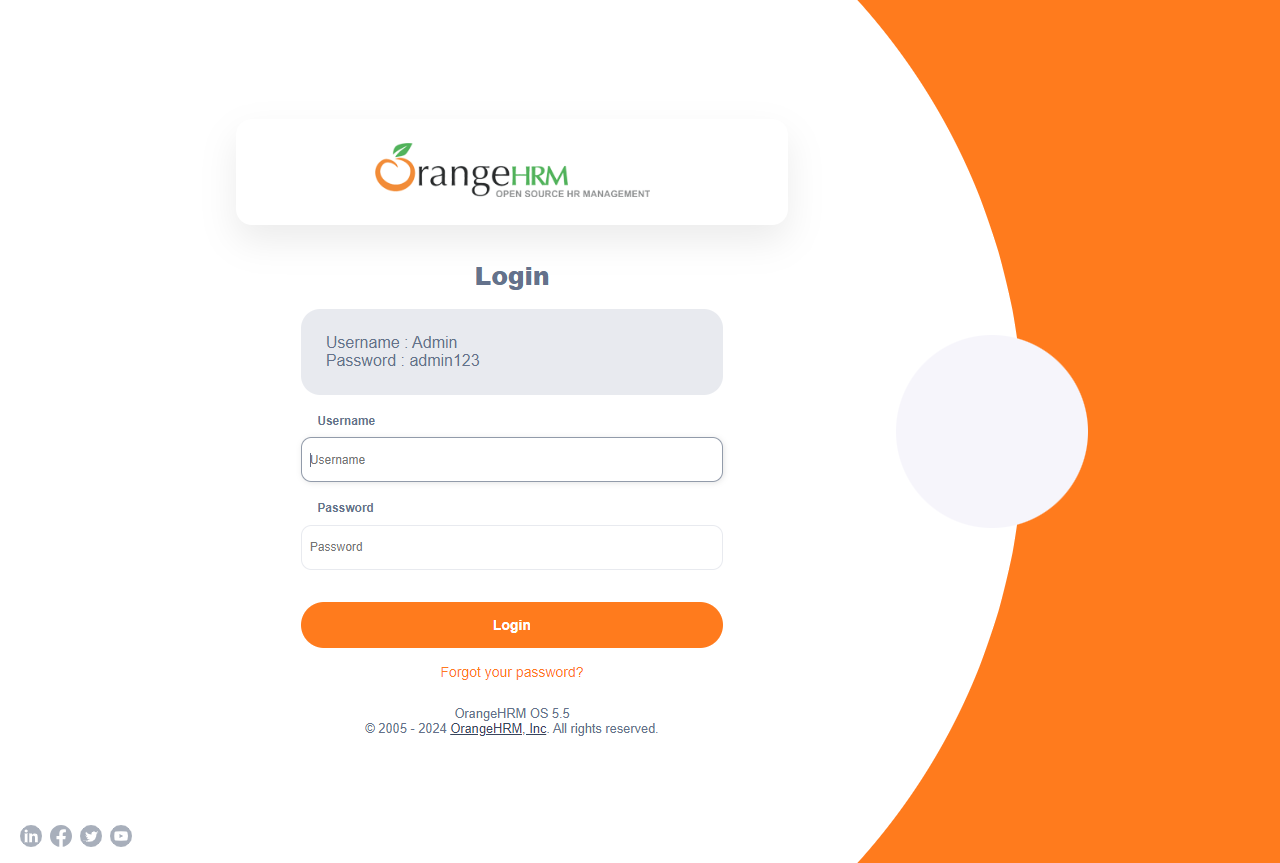 OrangeHRM
OPEN SOURCE HR MANAGEMENT
Login
Username : Admin
Password : admin123
Username
Username
Password
Password
Login
Forgot your password?
OrangeHRM OS 5.5
© 2005 - 2024 OrangeHRM, Inc. All rights reserved.
in